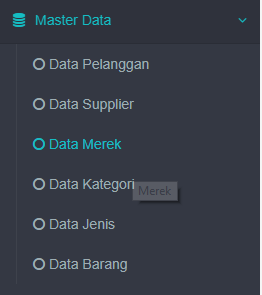 Master Data
Data Pelanggan
Data Supplier
Data Merek
Data Kategori
Merek
Data Jenis
Data Barang